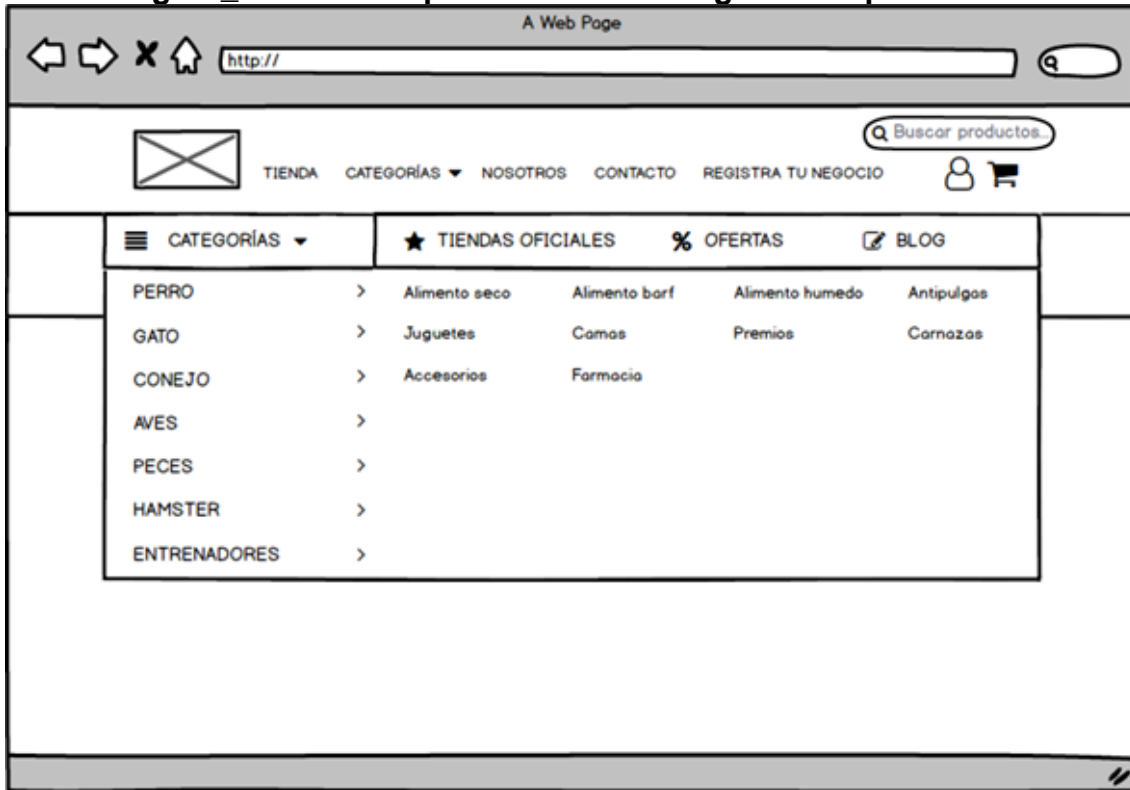 A Web Page
http://
Buscar productos...
TIENDA CATEGORÍAS NOSOTROS CONTACTO REGISTRA TU NEGOCIO
CATEGORÍAS TIENDAS OFICIALES % OFERTAS BLOG
PERRO > Alimento seco Alimento barf Alimento humedo Antipulgas
GATO > Juguetes Camas Premios Carnazas
CONEJO > Accesorios Farmacia
AVES >
PECES >
HAMSTER >
ENTRENADORES >